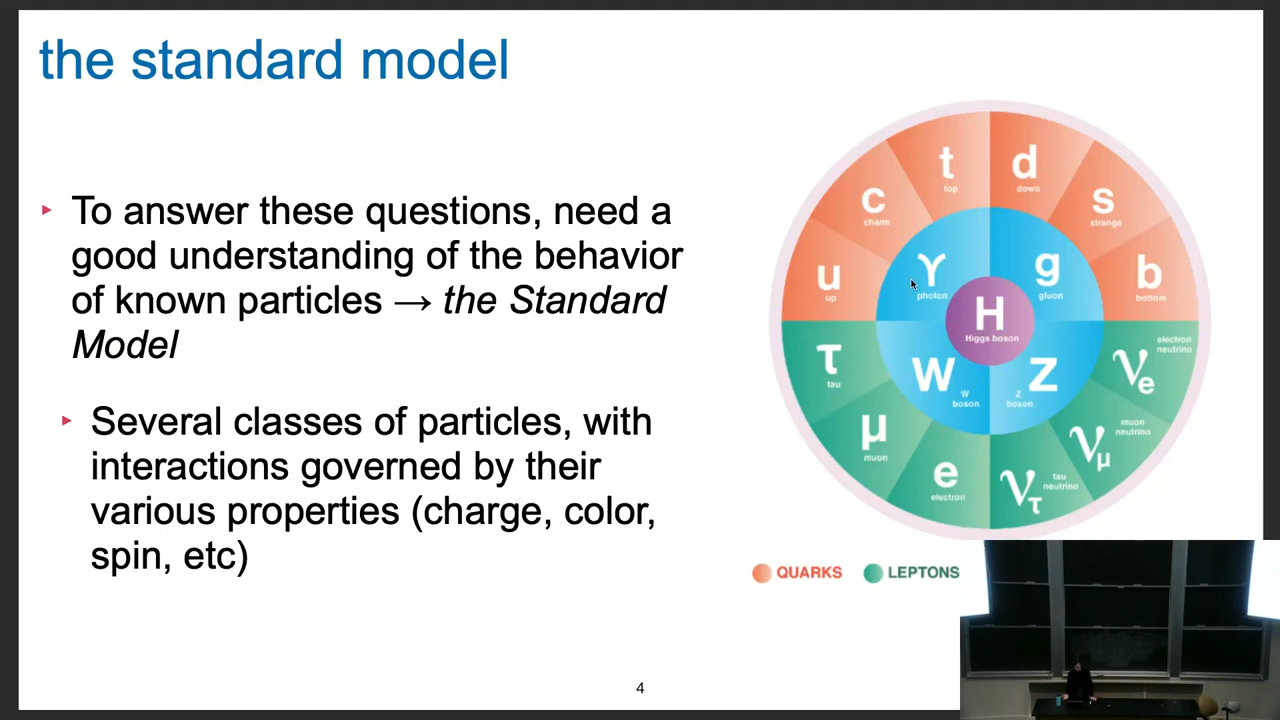 the standard model
‣ To answer these questions, need a
good understanding of the behavior
of known particles → the Standard
Model
‣ Several classes of particles, with
interactions governed by their
various properties (charge, color,
spin, etc)
t
top
d
down
c
charm
s
strange
u
up
γ
photon
g
gluon
b
bottom
H
Higgs boson
τ
tau
W
W
boson
Z
Z
boson
νe
electron
neutrino
μ
muon
νμ
muon
neutrino
e
electron
ντ
tau
neutrino
QUARKS LEPTONS
4